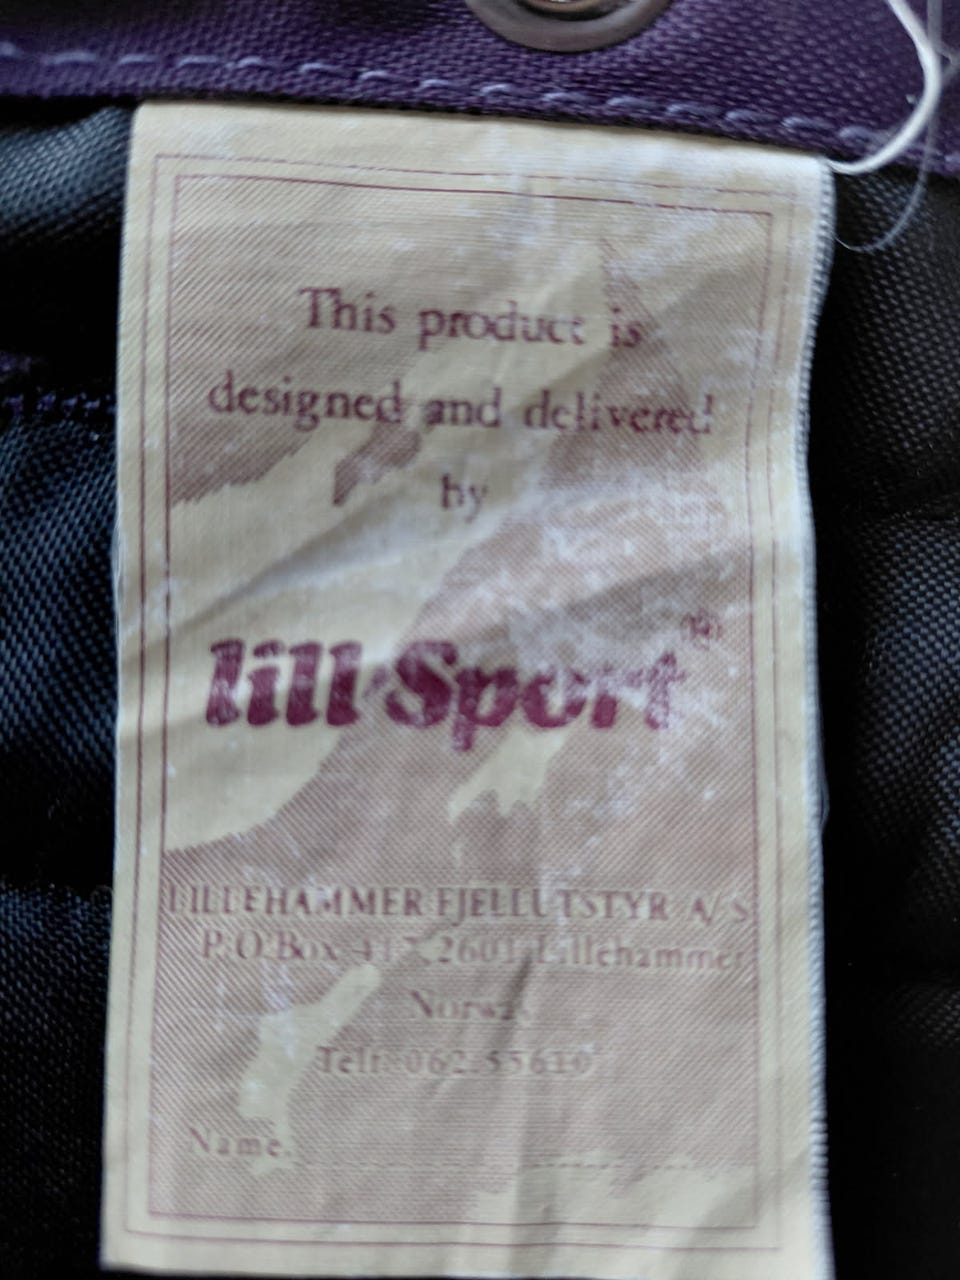 This product is
designed and delivered
by
lill-Sport®
LILLEHAMMER FJELLUTSTYR A/S
P.O.Box 2601 Lillehammer
Norway
Telf. 062.55610
Name.